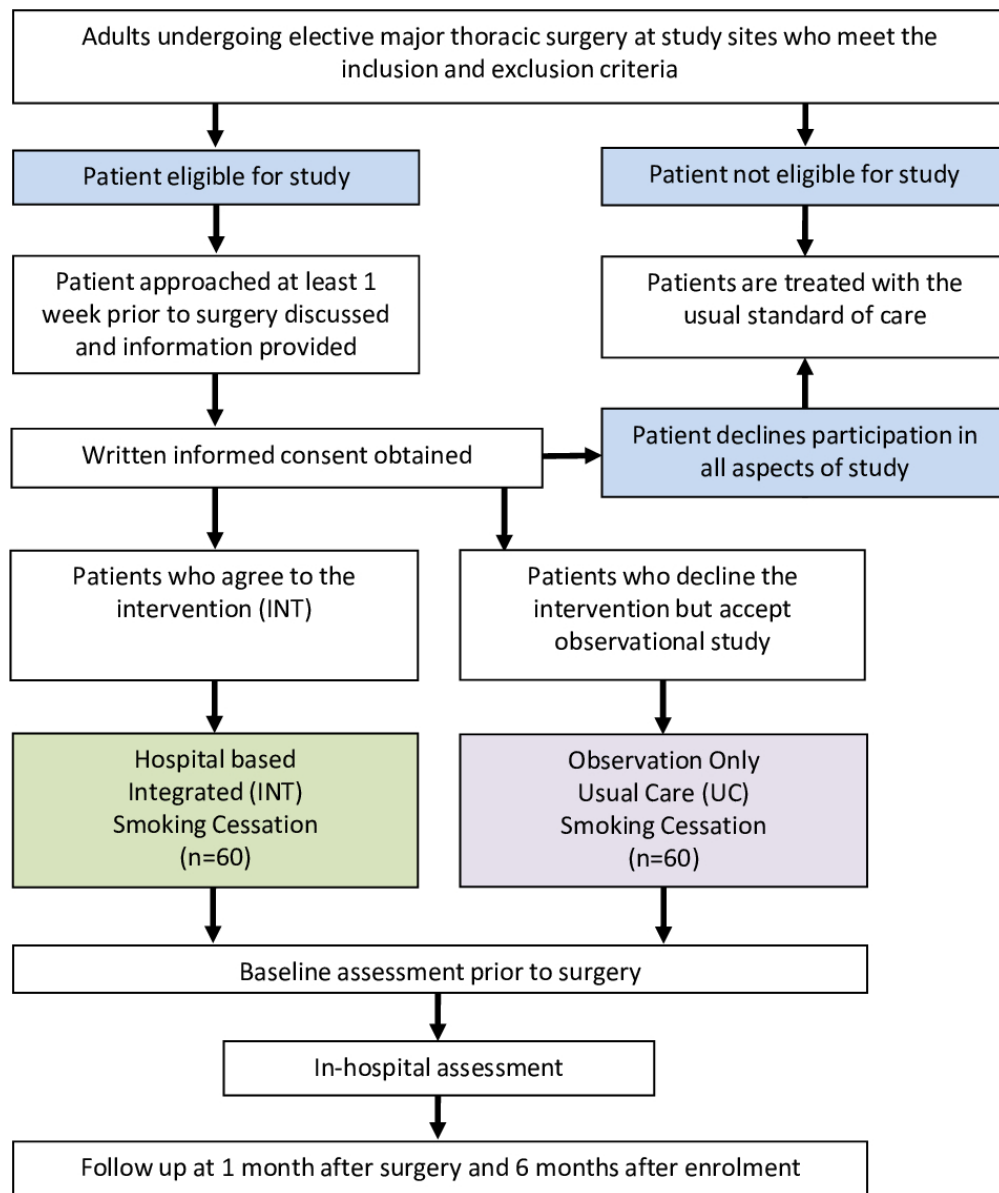 Adults undergoing elective major thoracic surgery at study sites who meet the
inclusion and exclusion criteria
Patient eligible for study
Patient not eligible for study
Patient approached at least 1
week prior to surgery discussed
and information provided
Patients are treated with the
usual standard of care
Written informed consent obtained
Patient declines participation in
all aspects of study
Patients who agree to the
intervention (INT)
Patients who decline the
intervention but accept
observational study
Hospital based
Integrated (INT)
Smoking Cessation
(n=60)
Observation Only
Usual Care (UC)
Smoking Cessation
(n=60)
Baseline assessment prior to surgery
In-hospital assessment
Follow up at 1 month after surgery and 6 months after enrolment